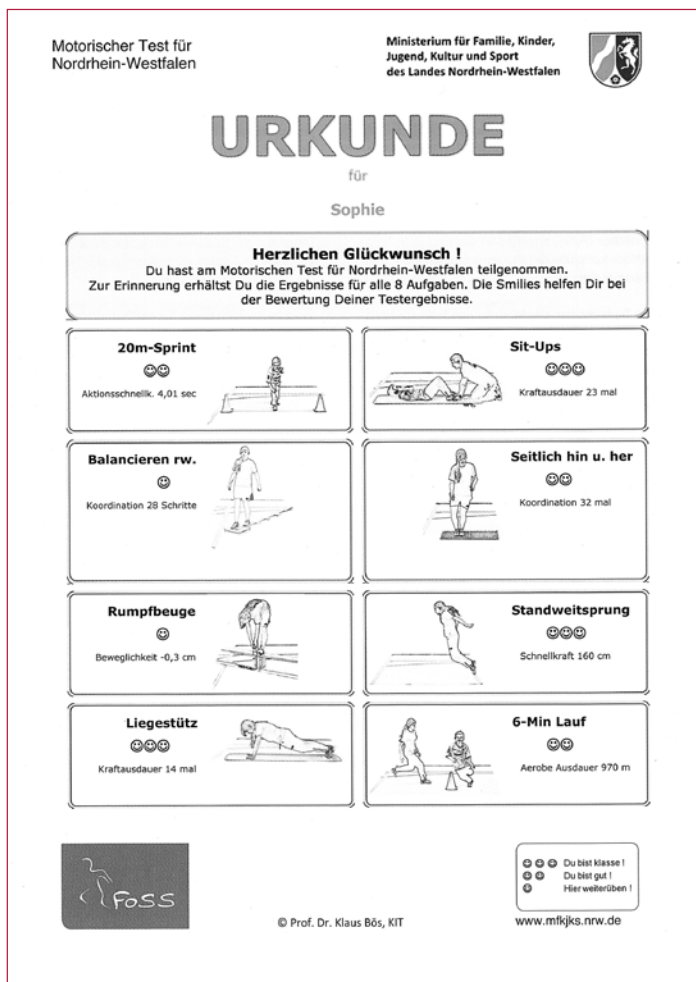 Motorischer Test für
Nordrhein-Westfalen
Ministerium für Familie, Kinder,
Jugend, Kultur und Sport
des Landes Nordrhein-Westfalen
URKUNDE
für
Sophie
Herzlichen Glückwunsch !
Du hast am Motorischen Test für Nordrhein-Westfalen teilgenommen.
Zur Erinnerung erhältst Du die Ergebnisse für alle 8 Aufgaben. Die Smilies helfen Dir bei
der Bewertung Deiner Testergebnisse.
20m-Sprint
Aktionsschnellk. 4,01 sec
Sit-Ups
Kraftausdauer 23 mal
Balancieren rw.
Koordination 28 Schritte
Seitlich hin u. her
Koordination 32 mal
Rumpfbeuge
Beweglichkeit -0,3 cm
Standweitsprung
Schnellkraft 160 cm
Liegestütz
Kraftausdauer 14 mal
6-Min Lauf
Aerobe Ausdauer 970 m
FoSS
© Prof. Dr. Klaus Bös, KIT
Du bist klasse !
Du bist gut !
Hier weiterüben !
www.mfkjks.nrw.de